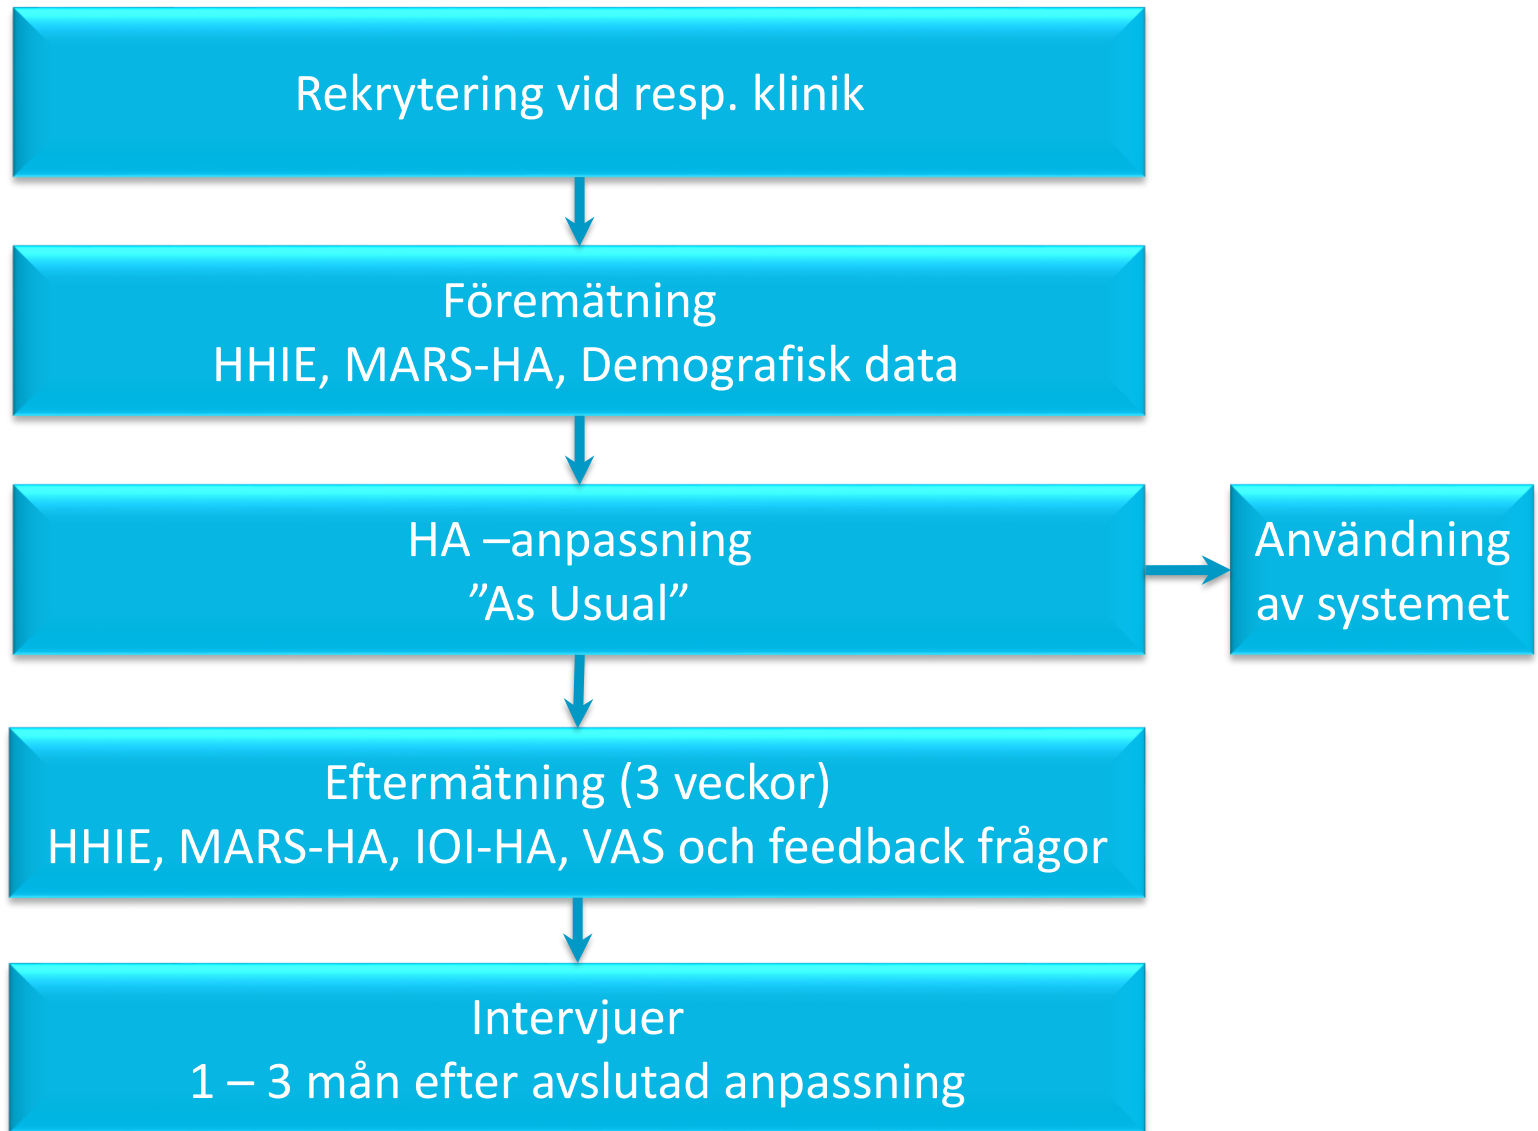 Rekrytering vid resp. klinik
Föremätning
HHIE, MARS-HA, Demografisk data
HA –anpassning
”As Usual”
Användning
av systemet
Eftermätning (3 veckor)
HHIE, MARS-HA, IOI-HA, VAS och feedback frågor
Intervjuer
1 – 3 mån efter avslutad anpassning